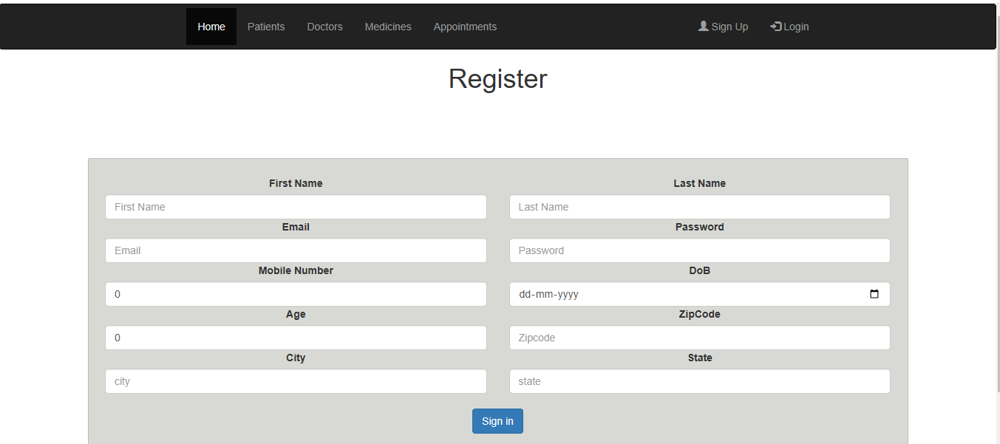 Home Patients Doctors Medicines Appointments Sign Up Login
Register
First Name Last Name
First Name Last Name
Email Password
Email Password
Mobile Number DoB
0 dd-mm-yyyy
Age ZipCode
0 Zipcode
City State
city state
Sign in